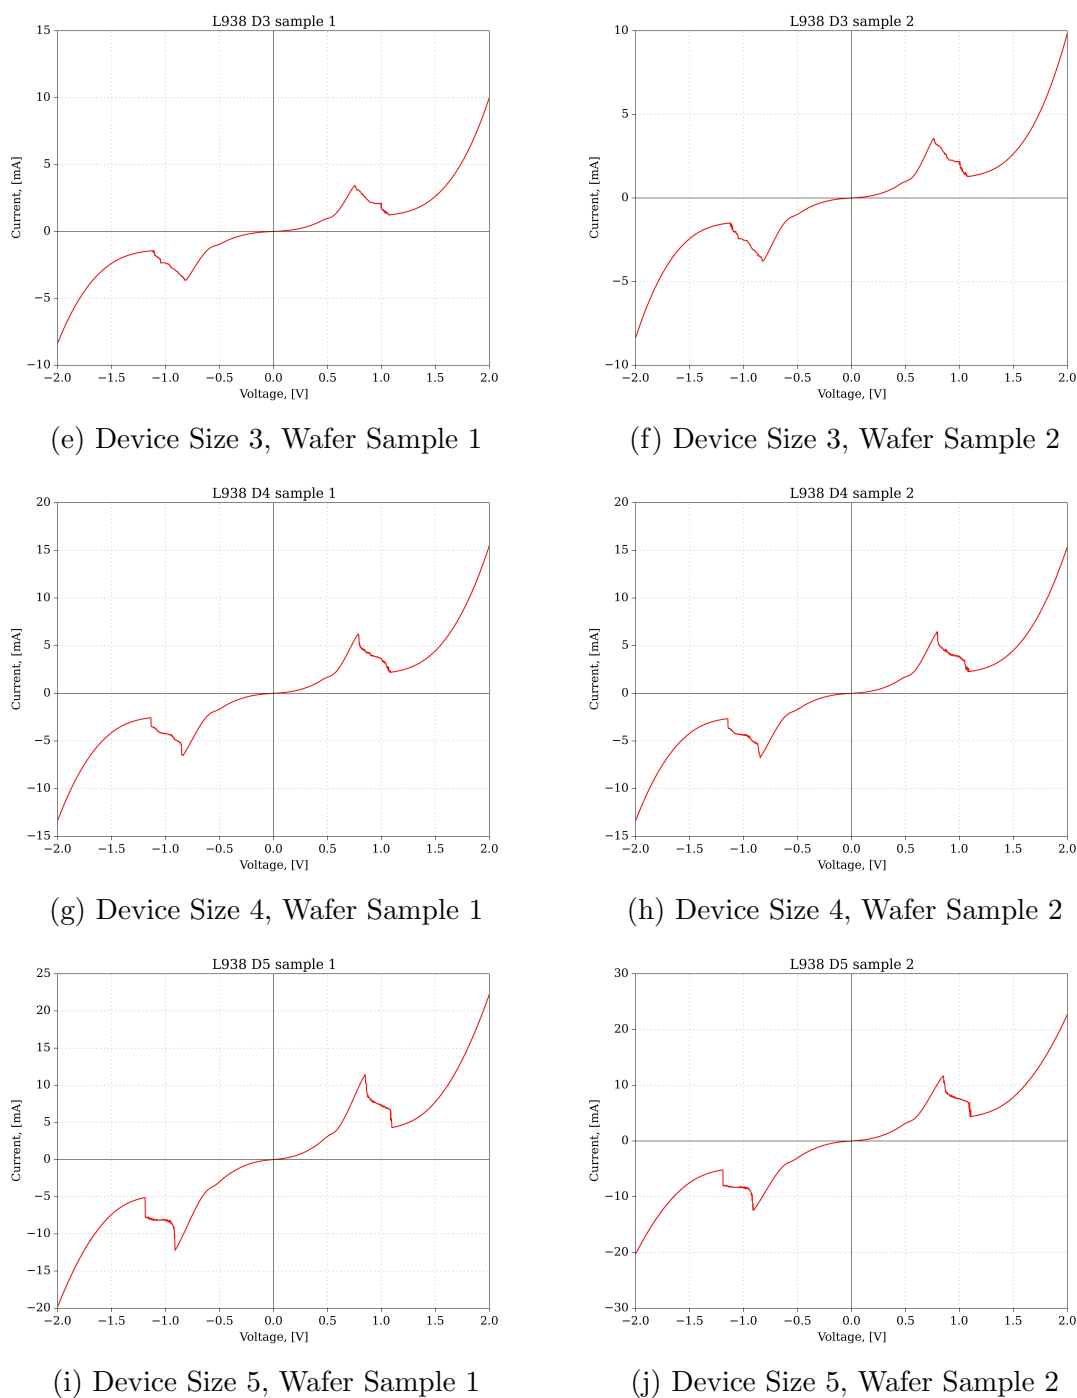 L938 D3 sample 1
15
10
5
0
−5
−10
Current, [mA]
−2.0 −1.5 −1.0 −0.5 0.0 0.5 1.0 1.5 2.0
Voltage, [V]
(e) Device Size 3, Wafer Sample 1
L938 D3 sample 2
10
5
0
−5
−10
Current, [mA]
−2.0 −1.5 −1.0 −0.5 0.0 0.5 1.0 1.5 2.0
Voltage, [V]
(f) Device Size 3, Wafer Sample 2
L938 D4 sample 1
20
15
10
5
0
−5
−10
−15
Current, [mA]
−2.0 −1.5 −1.0 −0.5 0.0 0.5 1.0 1.5 2.0
Voltage, [V]
(g) Device Size 4, Wafer Sample 1
L938 D4 sample 2
20
15
10
5
0
−5
−10
−15
Current, [mA]
−2.0 −1.5 −1.0 −0.5 0.0 0.5 1.0 1.5 2.0
Voltage, [V]
(h) Device Size 4, Wafer Sample 2
L938 D5 sample 1
25
20
15
10
5
0
−5
−10
−15
−20
Current, [mA]
−2.0 −1.5 −1.0 −0.5 0.0 0.5 1.0 1.5 2.0
Voltage, [V]
(i) Device Size 5, Wafer Sample 1
L938 D5 sample 2
30
20
10
0
−10
−20
−30
Current, [mA]
−2.0 −1.5 −1.0 −0.5 0.0 0.5 1.0 1.5 2.0
Voltage, [V]
(j) Device Size 5, Wafer Sample 2